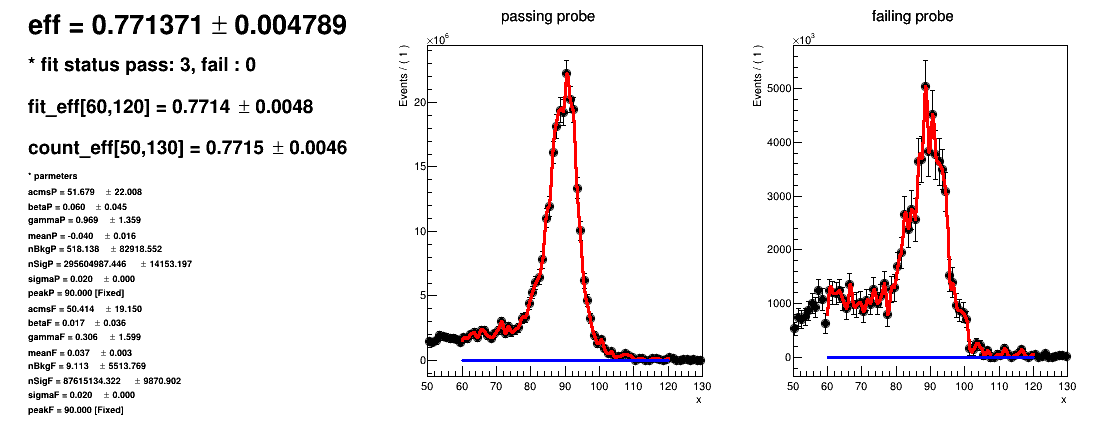 eff = 0.771371 ± 0.004789
* fit status pass: 3, fail : 0
fit_eff[60,120] = 0.7714 ± 0.0048
count_eff[50,130] = 0.7715 ± 0.0046
* parmeters
acmsP = 51.679 ± 22.008
betaP = 0.060 ± 0.045
gammaP = 0.969 ± 1.359
meanP = -0.040 ± 0.016
nBkgP = 518.138 ± 82918.552
nSigP = 295604987.446 ± 14153.197
sigmaP = 0.020 ± 0.000
peakP = 90.000 [Fixed]
acmsF = 50.414 ± 19.150
betaF = 0.017 ± 0.036
gammaF = 0.306 ± 1.599
meanF = 0.037 ± 0.003
nBkgF = 9.113 ± 5513.769
nSigF = 87615134.322 ± 9870.902
sigmaF = 0.020 ± 0.000
peakF = 90.000 [Fixed]
passing probe
×10⁶
Events / ( 1 )
20
15
10
5
0
50 60 70 80 90 100 110 120 130
x
failing probe
×10³
Events / ( 1 )
5000
4000
3000
2000
1000
0
50 60 70 80 90 100 110 120 130
x